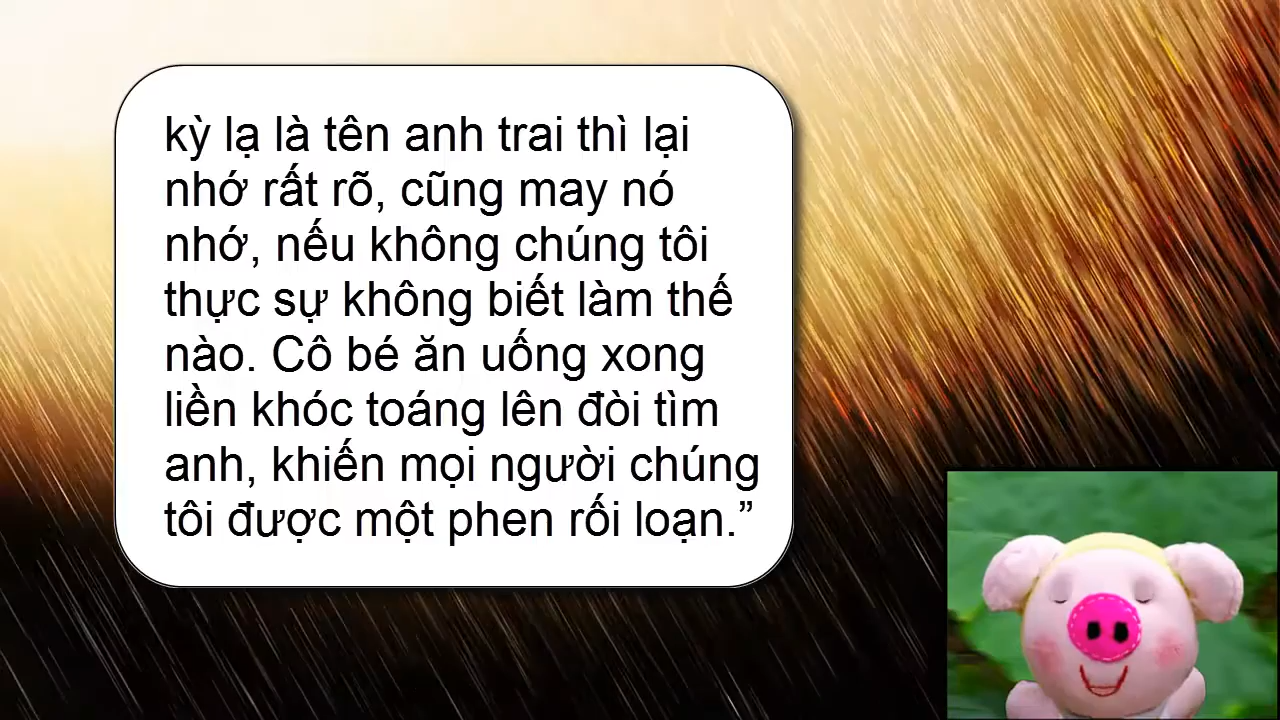 kỳ lạ là tên anh trai thì lại
nhớ rất rõ, cũng may nó
nhớ, nếu không chúng tôi
thực sự không biết làm thế
nào. Cô bé ăn uống xong
liền khóc toáng lên đòi tìm
anh, khiến mọi người chúng
tôi được một phen rối loạn.”